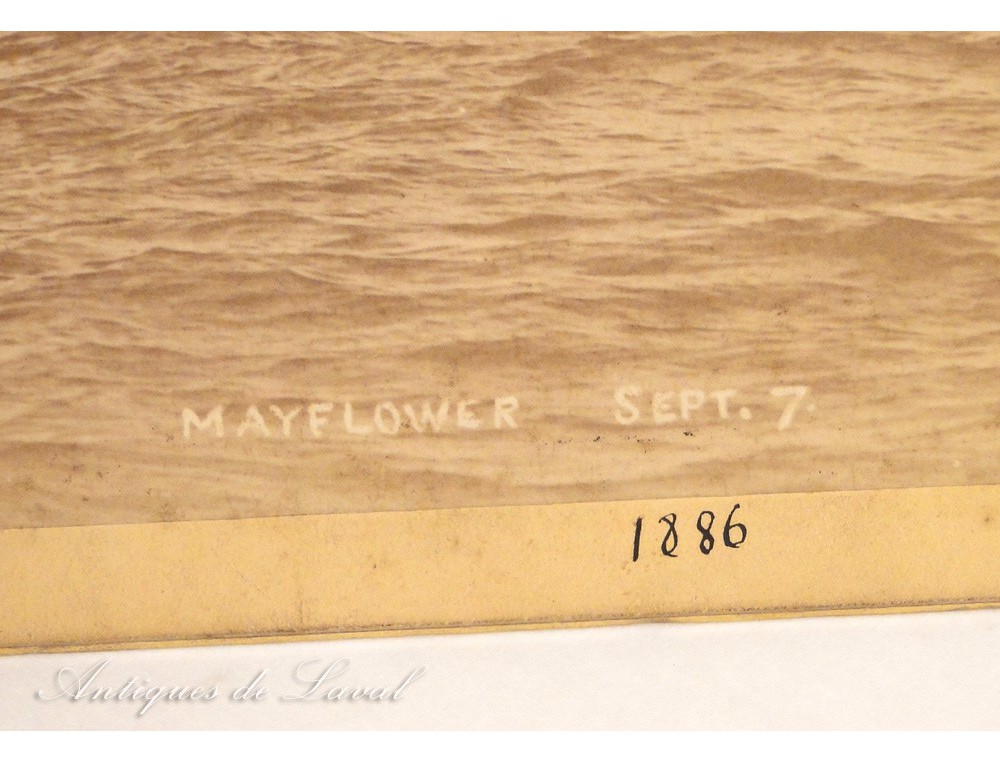 MAYFLOWER SEPT. 7.
1886
Antiques de Laval